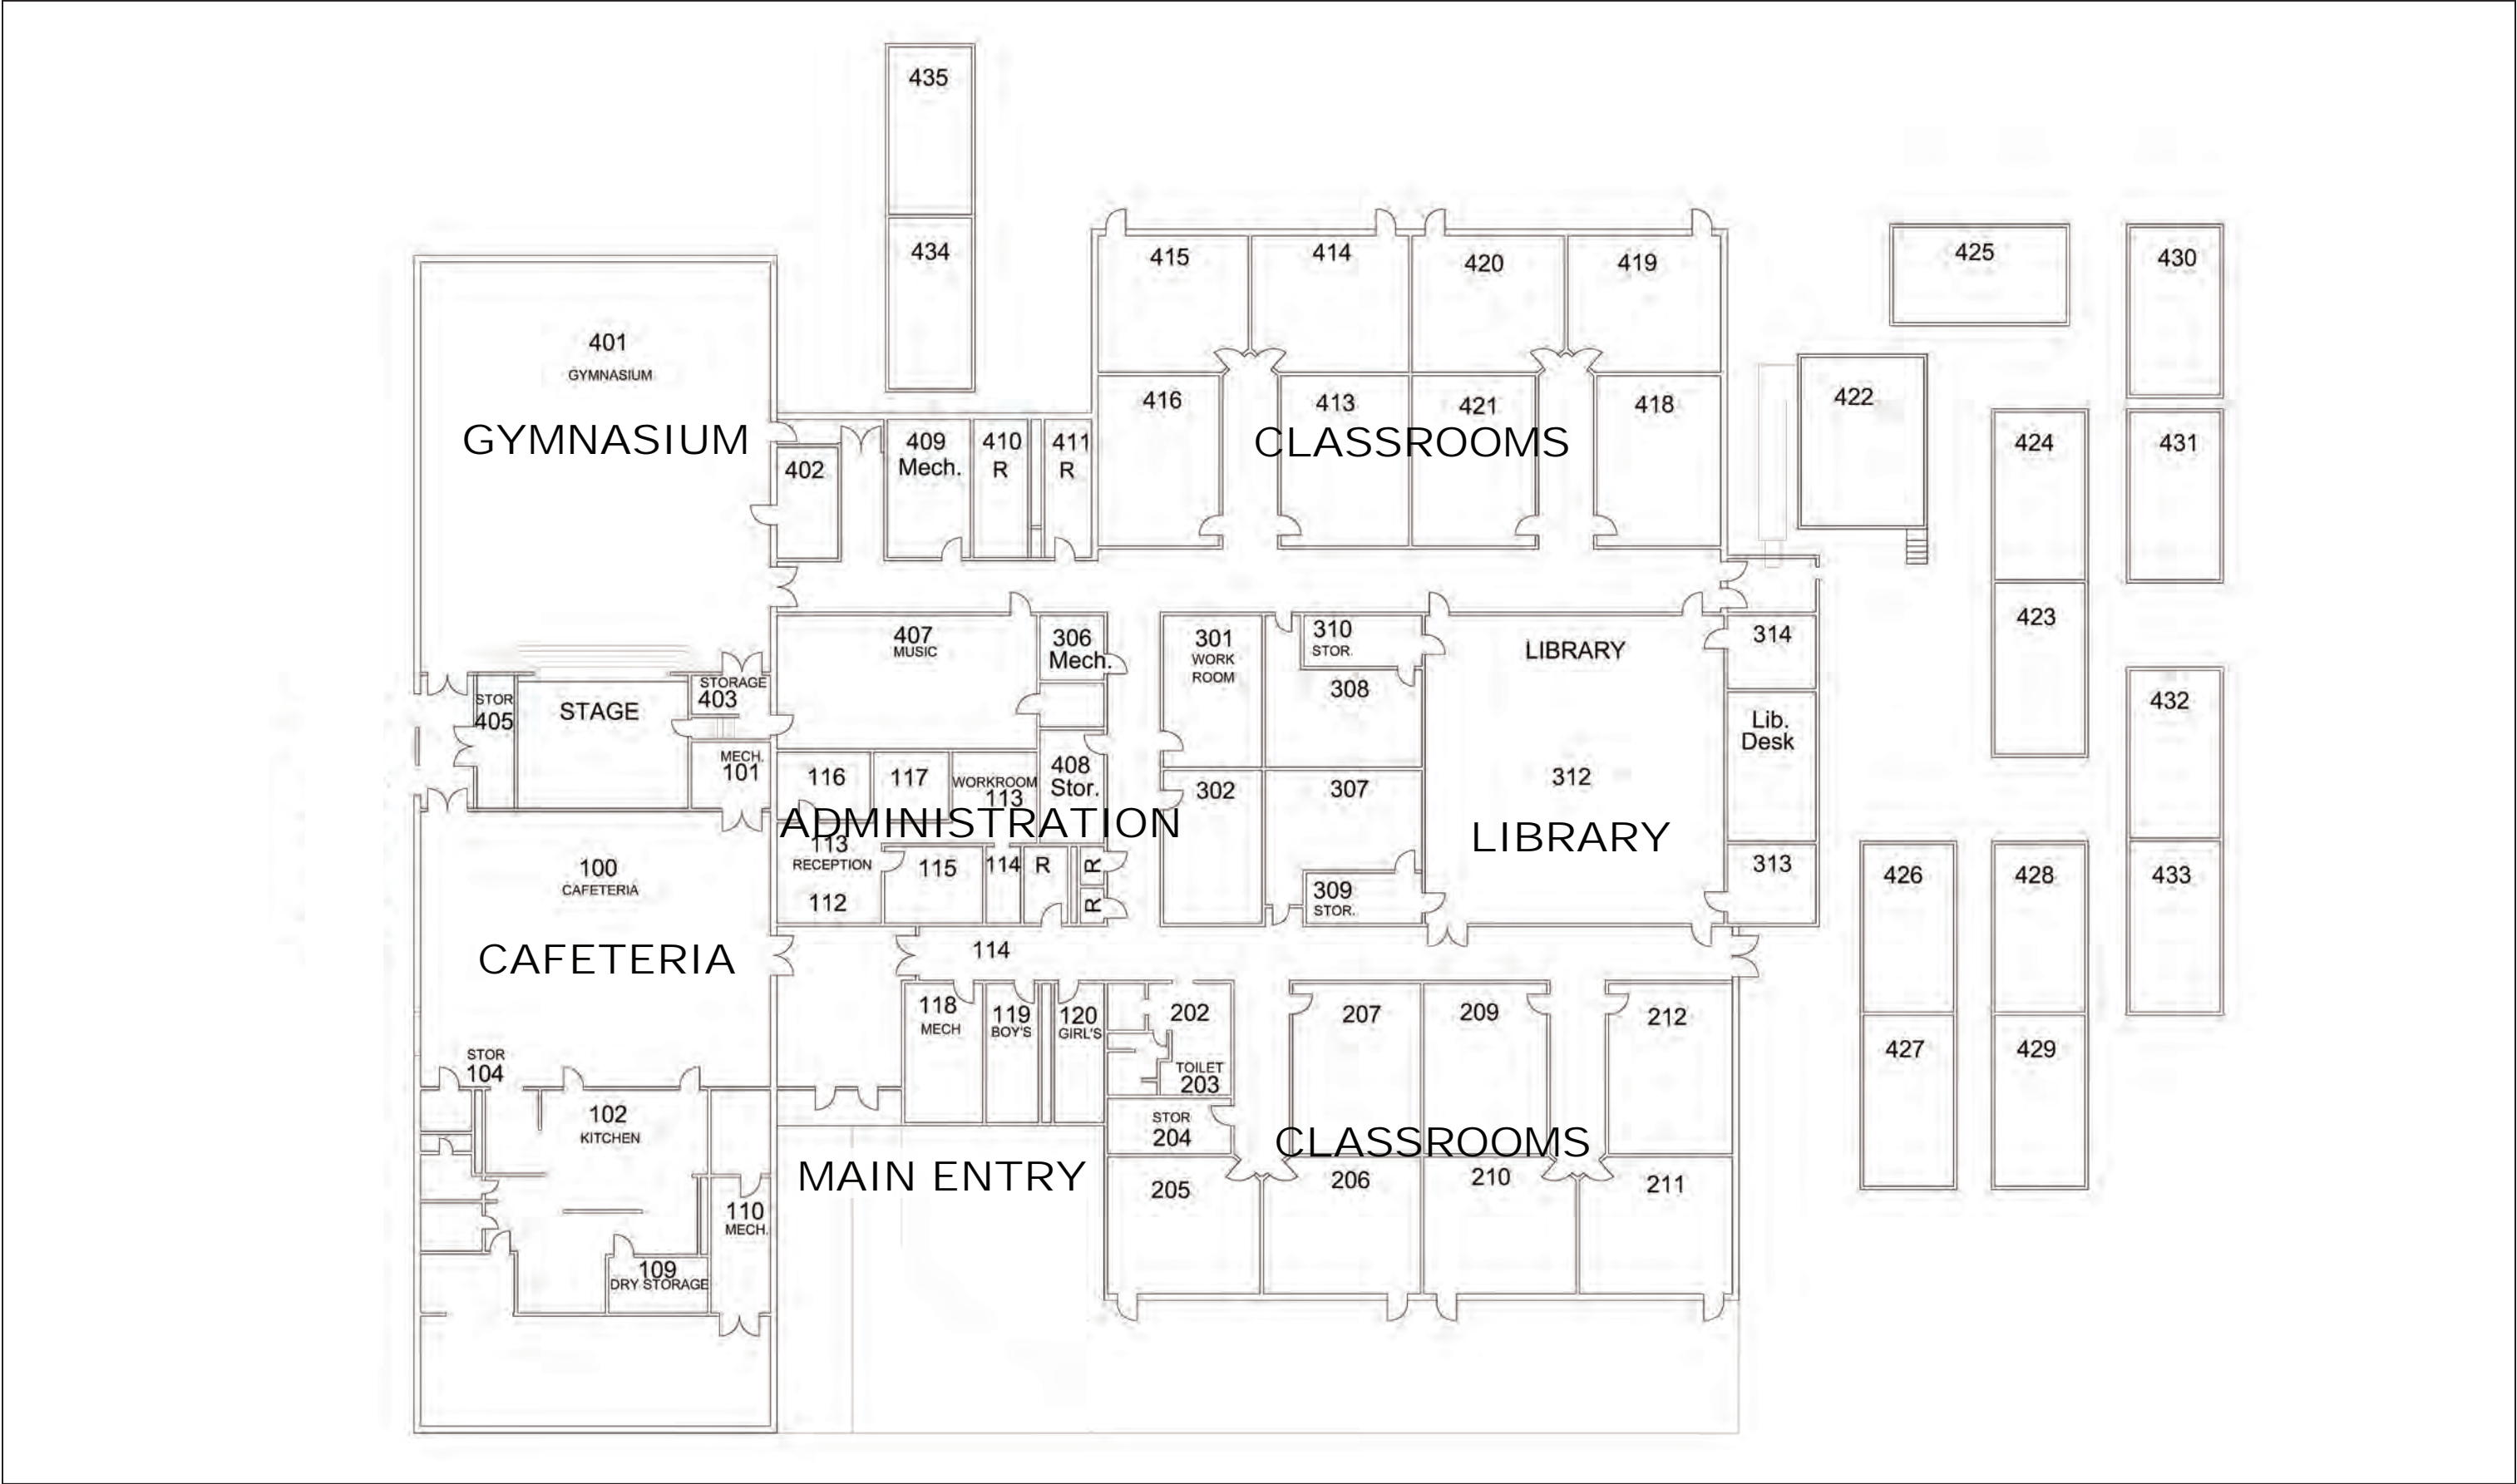 435
434
415
414
420
419
425
430
401
GYMNASIUM
GYMNASIUM
402
409
Mech.
410
R
411
R
416
413
421
418
CLASSROOMS
422
424
431
423
407
MUSIC
306
Mech.
301
WORK
ROOM
310
STOR.
308
LIBRARY
314
STOR
405
STAGE
STORAGE
403
MECH.
101
116
117
WORKROOM
113
408
Stor.
302
307
312
LIBRARY
Lib.
Desk
432
ADMINISTRATION
113
RECEPTION
112
115
114
R
R
R
309
STOR.
313
426
428
433
100
CAFETERIA
CAFETERIA
114
118
MECH
119
BOY'S
120
GIRL'S
202
TOILET
203
STOR
204
207
209
212
427
429
STOR
104
102
KITCHEN
CLASSROOMS
MAIN ENTRY
205
206
210
211
110
MECH.
109
DRY STORAGE